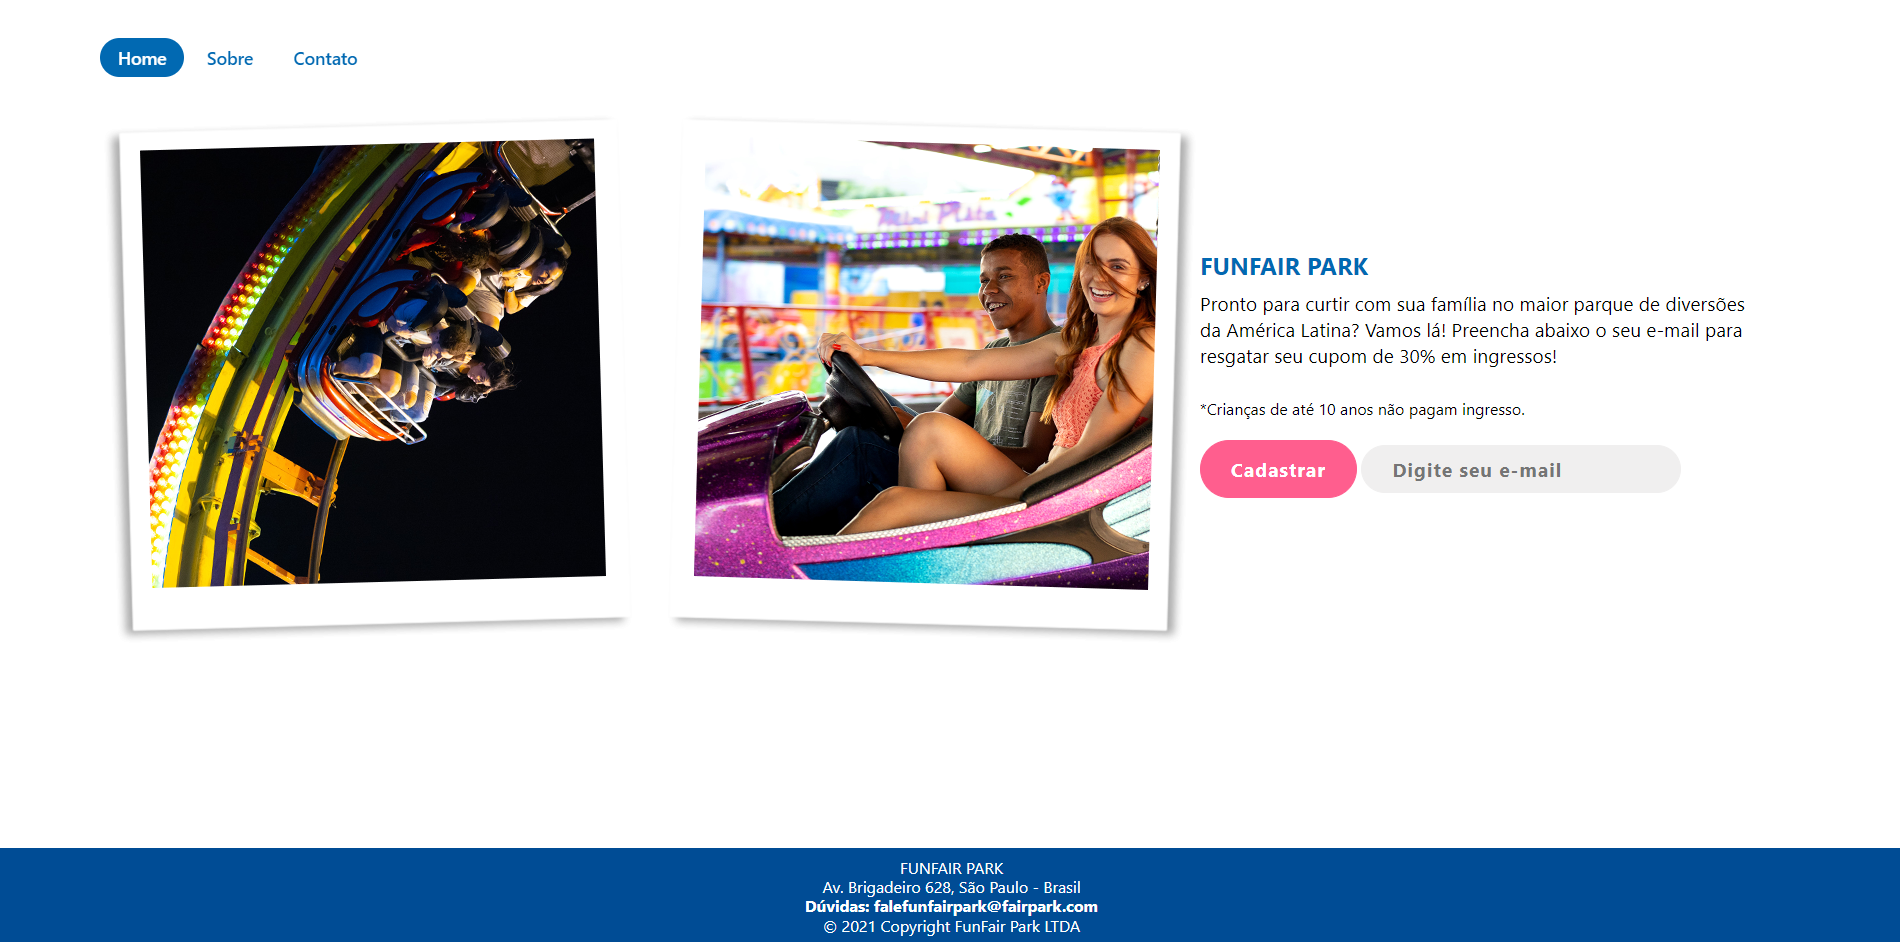 Home Sobre Contato
Mini Pista
FUNFAIR PARK
Pronto para curtir com sua família no maior parque de diversões
da América Latina? Vamos lá! Preencha abaixo o seu e-mail para
resgatar seu cupom de 30% em ingressos!
*Crianças de até 10 anos não pagam ingresso.
Cadastrar Digite seu e-mail
FUNFAIR PARK
Av. Brigadeiro 628, São Paulo - Brasil
Dúvidas: falefunfairpark@fairpark.com
© 2021 Copyright FunFair Park LTDA